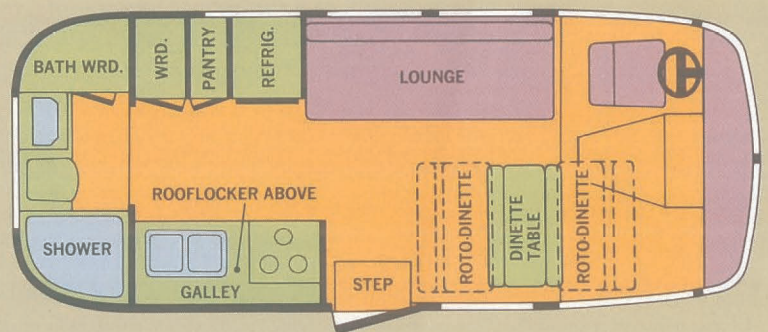 BATH WRD.
WRD.
PANTRY
REFRIG.
LOUNGE
ROOFLOCKER ABOVE
SHOWER
GALLEY
STEP
ROTO-DINETTE
DINETTE
TABLE
ROTO-DINETTE